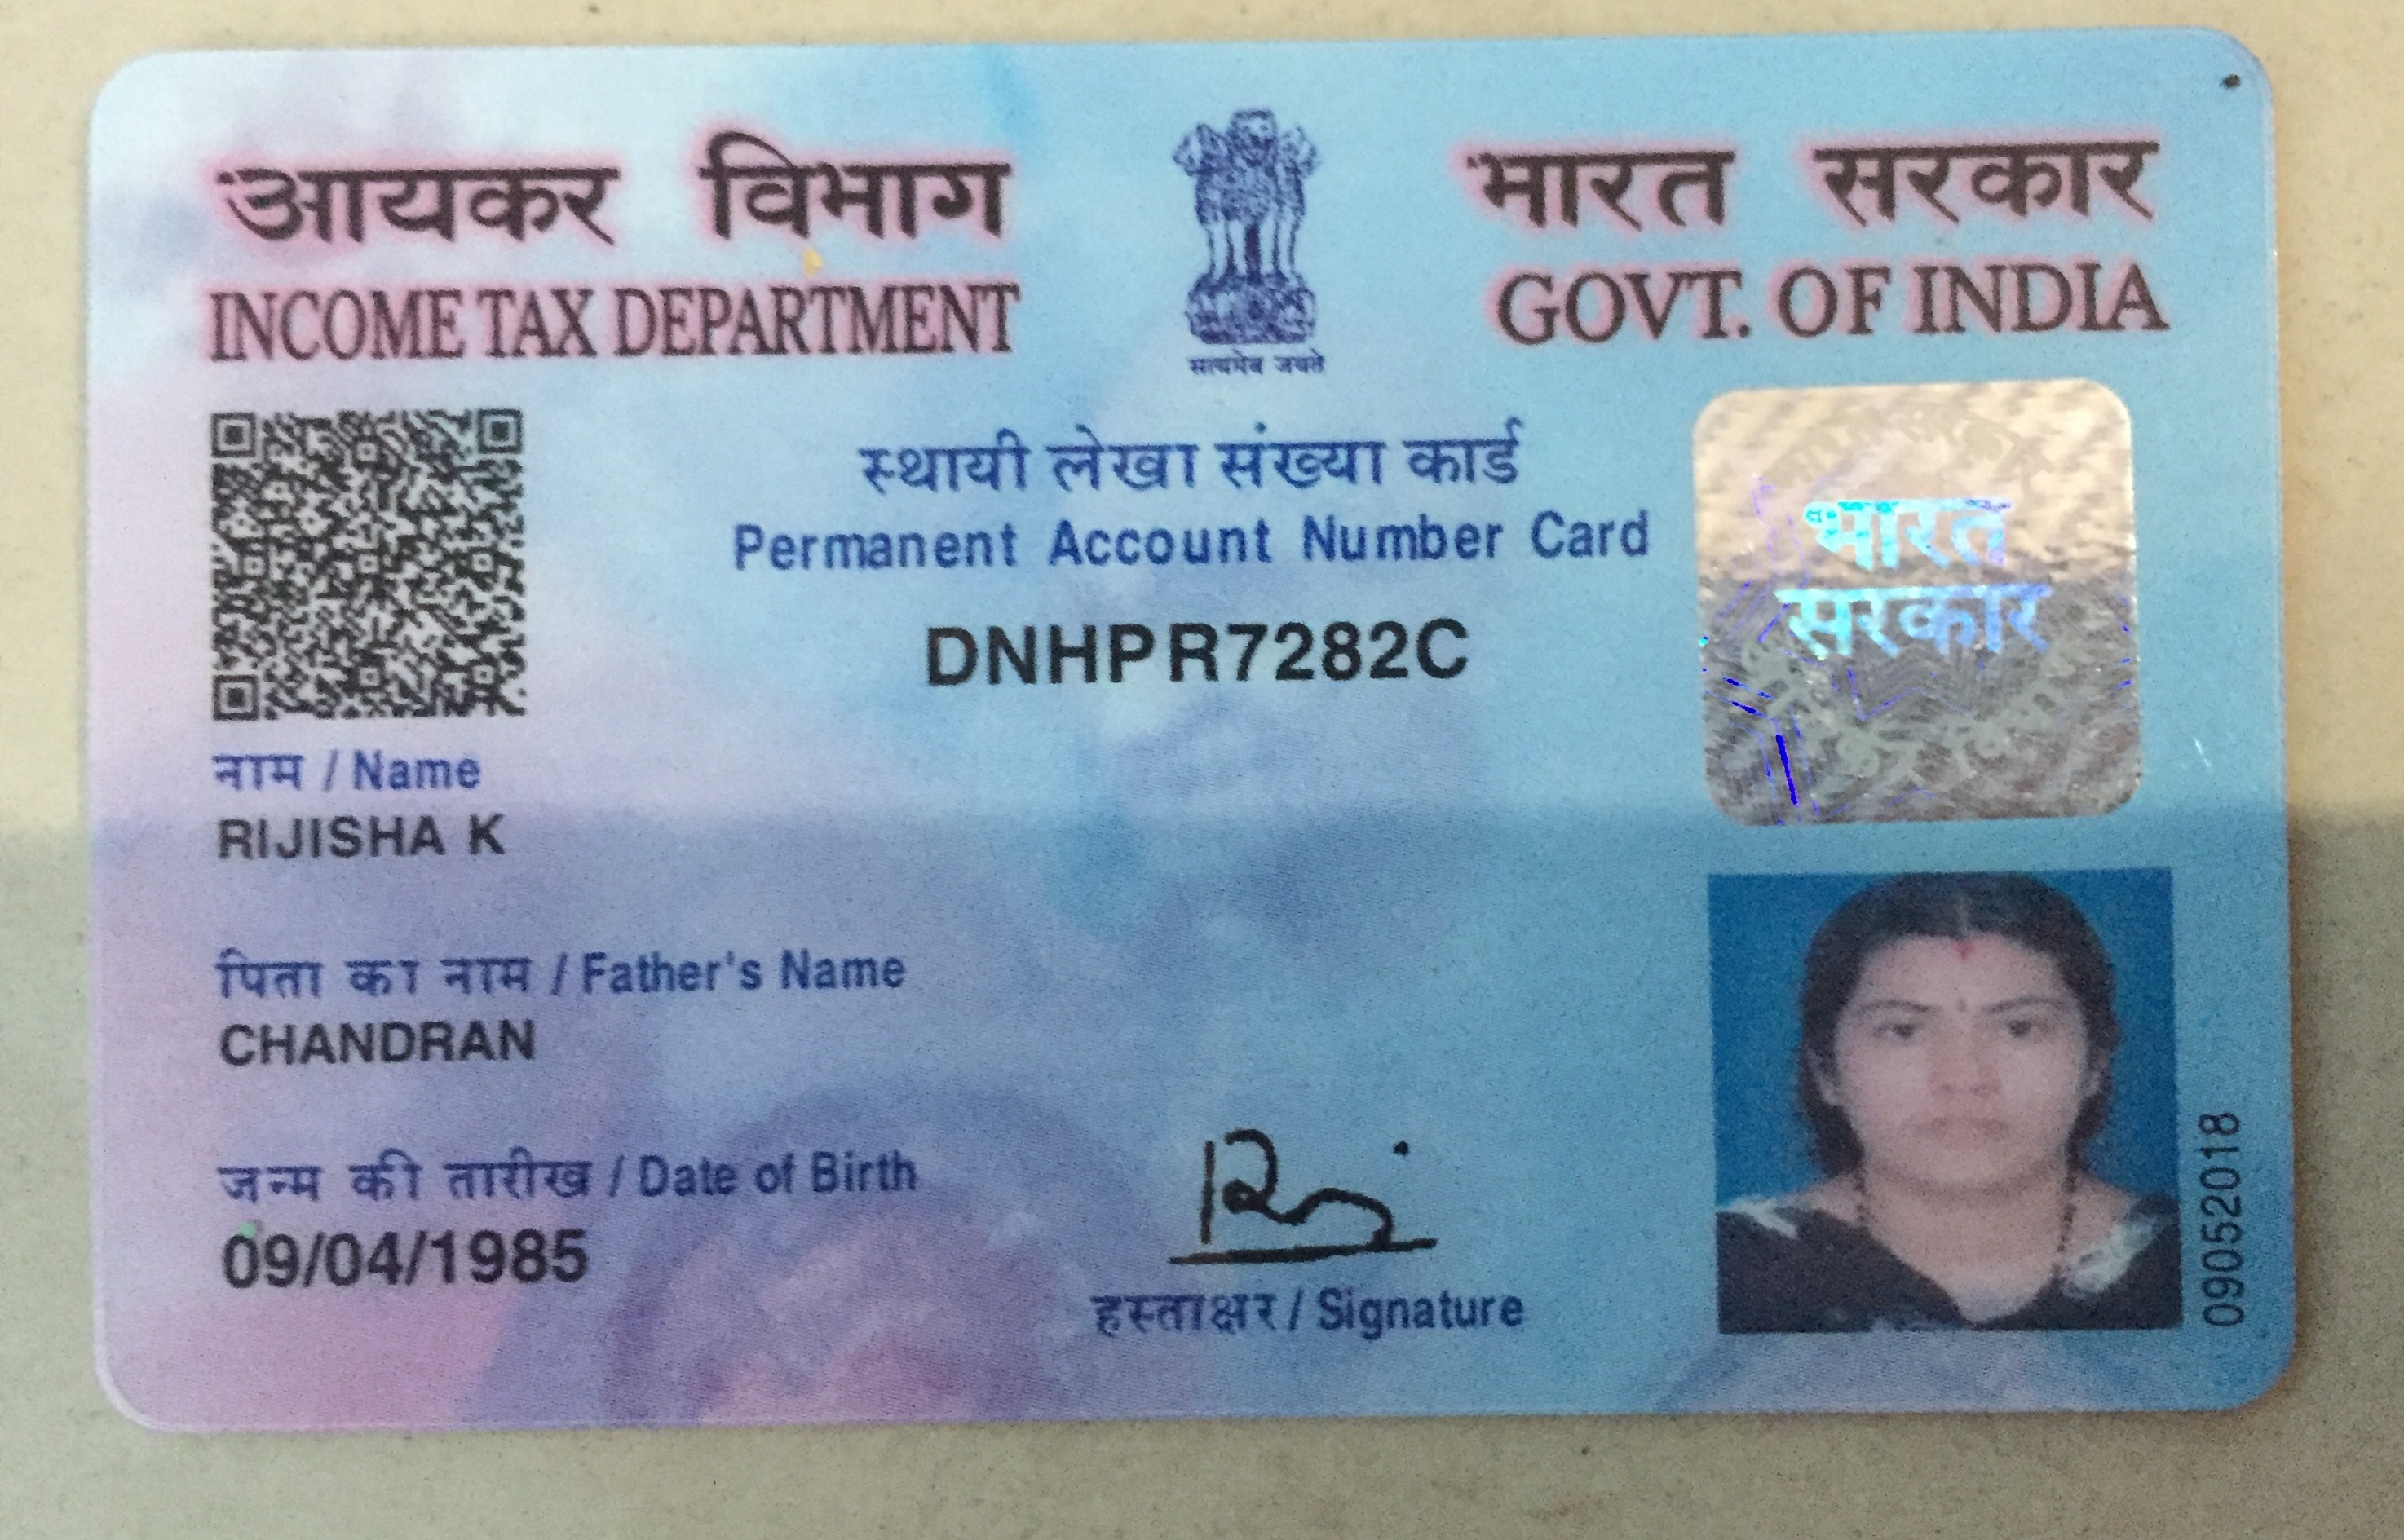 आयकर विभाग
INCOME TAX DEPARTMENT
सत्यमेव जयते
भारत सरकार
GOVT. OF INDIA
स्थायी लेखा संख्या कार्ड
Permanent Account Number Card
DNHPR7282C
भारत
सरकार
नाम / Name
RIJISHA K
पिता का नाम / Father's Name
CHANDRAN
जन्म की तारीख / Date of Birth
09/04/1985
हस्ताक्षर / Signature
09052018